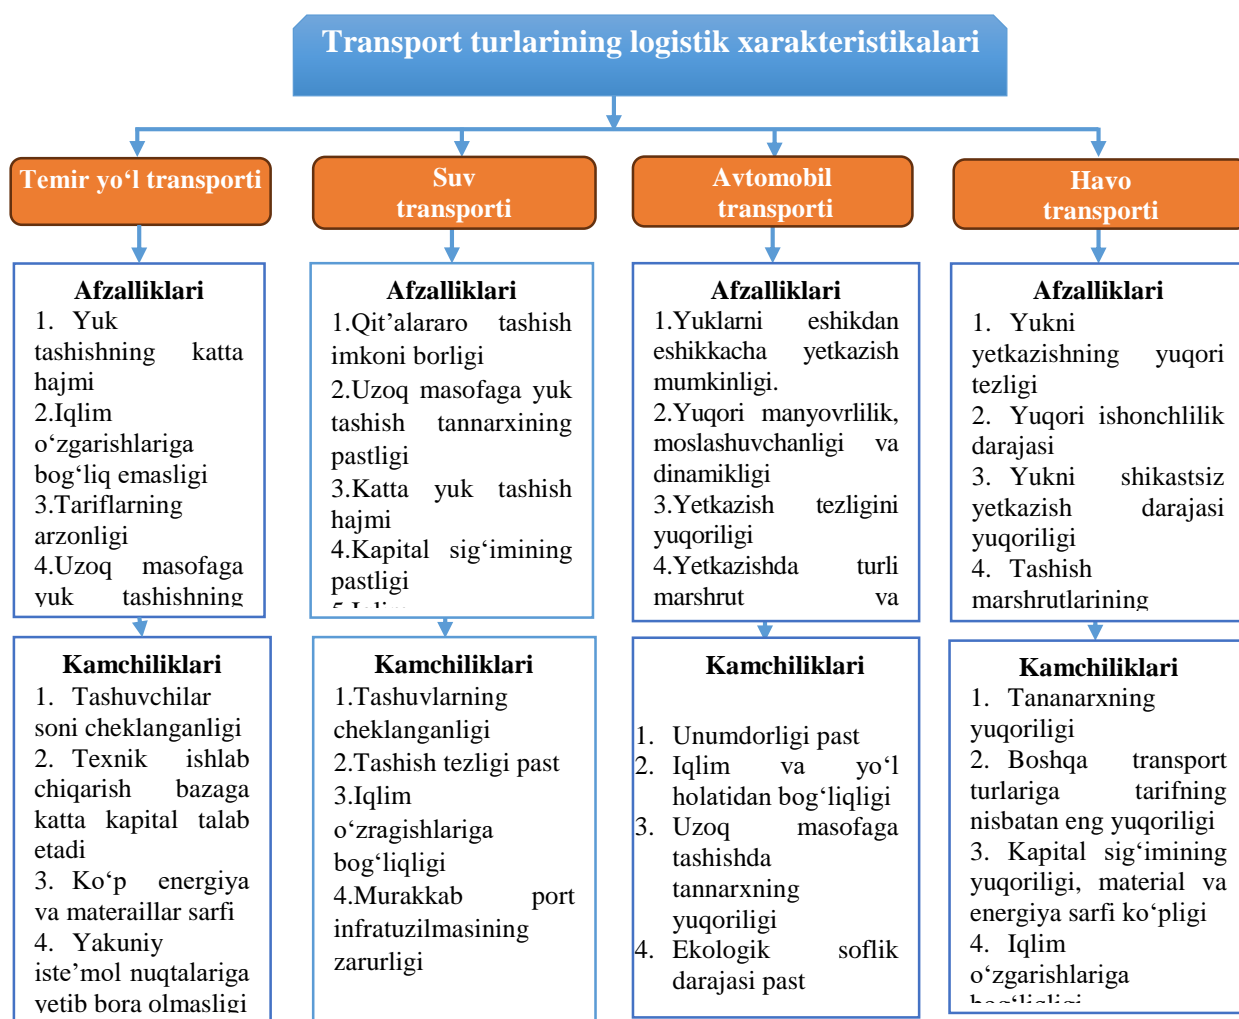 Transport turlarining logistik xarakteristikalari
Temir yo‘l transporti
Suv
transporti
Avtomobil
transporti
Havo
transporti
Afzalliklari
1. Yuk
tashishning katta
hajmi
2.Iqlim
o‘zgarishlariga
bog‘liq emasligi
3.Tariflarning
arzonligi
4.Uzoq masofaga
yuk tashishning
Afzalliklari
1.Qit’alararo tashish
imkoni borligi
2.Uzoq masofaga yuk
tashish tannarxining
pastligi
3.Katta yuk tashish
hajmi
4.Kapital sig‘imining
pastligi
Afzalliklari
1.Yuklarni eshikdan
eshikkacha yetkazish
mumkinligi.
2.Yuqori manyovrlilik,
moslashuvchanligi va
dinamikligi
3.Yetkazish tezligini
yuqoriligi
4.Yetkazishda turli
marshrut va
Afzalliklari
1. Yukni
yetkazishning yuqori
tezligi
2. Yuqori ishonchlilik
darajasi
3. Yukni shikastsiz
yetkazish darajasi
yuqoriligi
4. Tashish
marshrutlarining
Kamchiliklari
1. Tashuvchilar
soni cheklanganligi
2. Texnik ishlab
chiqarish bazaga
katta kapital talab
etadi
3. Ko‘p energiya
va materaillar sarfi
4. Yakuniy
iste’mol nuqtalariga
yetib bora olmasligi
Kamchiliklari
1.Tashuvlarning
cheklanganligi
2.Tashish tezligi past
3.Iqlim
o‘zragishlariga
bog‘liqligi
4.Murakkab port
infratuzilmasining
zarurligi
Kamchiliklari
1. Unumdorligi past
2. Iqlim va yo‘l
holatidan bog‘liqligi
3. Uzoq masofaga
tashishda
tannarxning
yuqoriligi
4. Ekologik soflik
darajasi past
Kamchiliklari
1. Tananarxning
yuqoriligi
2. Boshqa transport
turlariga tarifning
nisbatan eng yuqoriligi
3. Kapital sig‘imining
yuqoriligi, material va
energiya sarfi ko‘pligi
4. Iqlim
o‘zgarishlariga